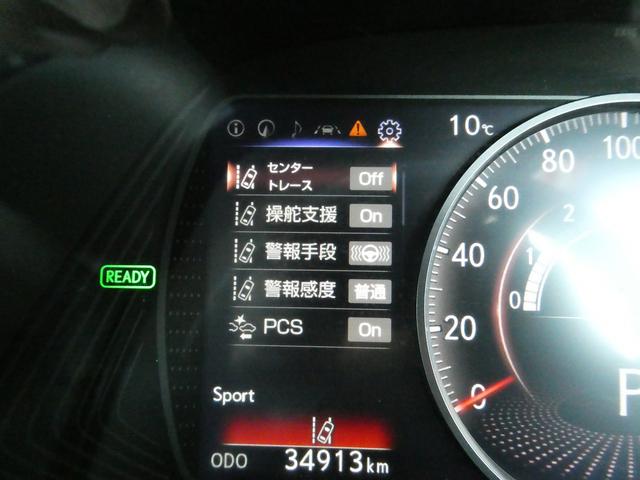 10℃
センター
トレース Off
操舵支援 On
警報手段
警報感度 普通
PCS On
READY
Sport
ODO 34913km
100
80
60
40
20
0
2
1
0
P